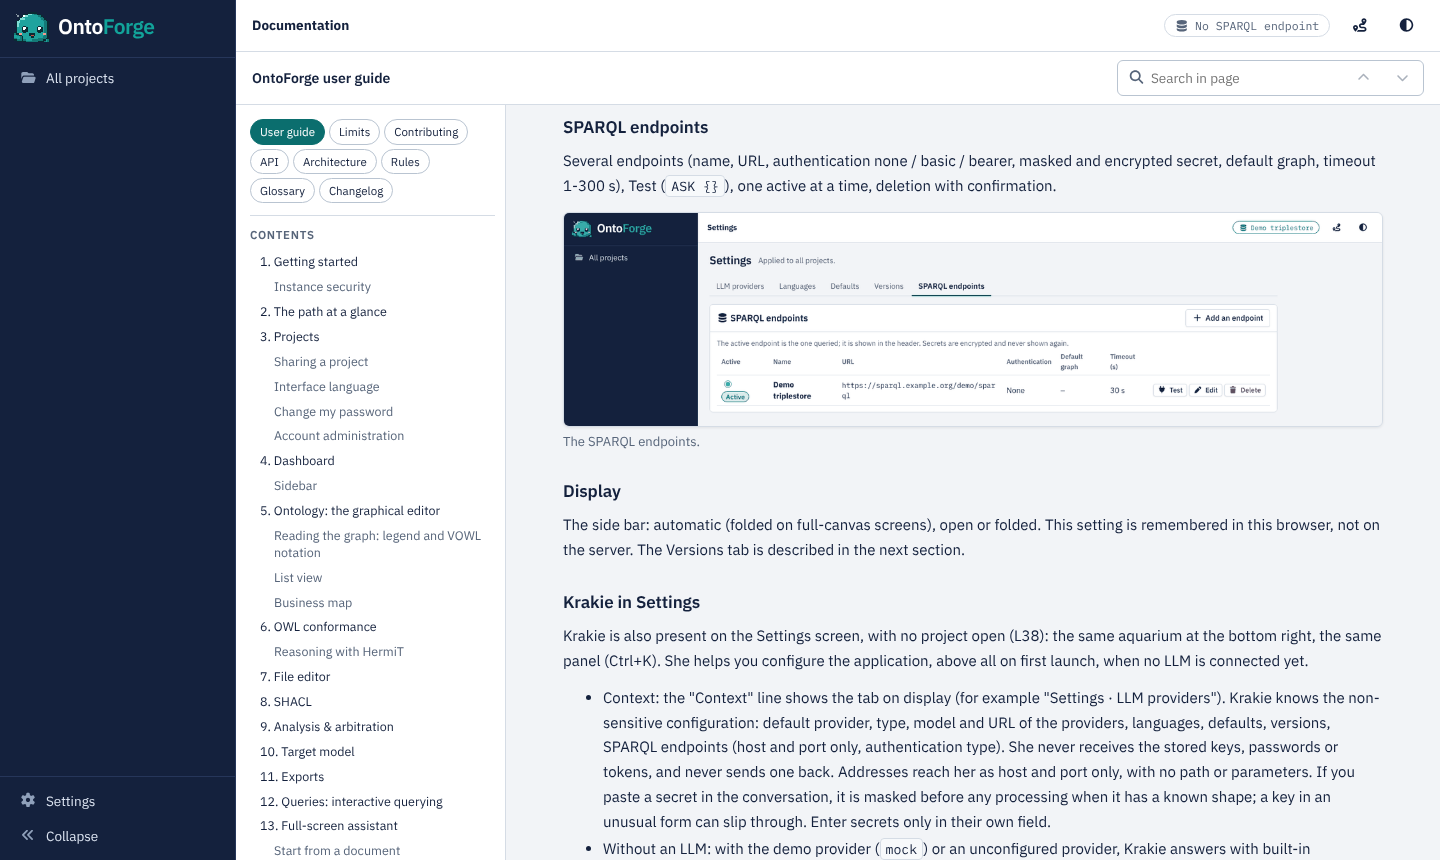 OntoForge
All projects
Settings
Collapse
Documentation
No SPARQL endpoint
OntoForge user guide
Search in page
User guide
Limits
Contributing
API
Architecture
Rules
Glossary
Changelog
CONTENTS
1. Getting started
Instance security
2. The path at a glance
3. Projects
Sharing a project
Interface language
Change my password
Account administration
4. Dashboard
Sidebar
5. Ontology: the graphical editor
Reading the graph: legend and VOWL
notation
List view
Business map
6. OWL conformance
Reasoning with HermiT
7. File editor
8. SHACL
9. Analysis & arbitration
10. Target model
11. Exports
12. Queries: interactive querying
13. Full-screen assistant
Start from a document
SPARQL endpoints
Several endpoints (name, URL, authentication none / basic / bearer, masked and encrypted secret, default graph, timeout
1-300 s), Test (ASK {}), one active at a time, deletion with confirmation.
OntoForge
All projects
Settings
Demo triplestore
Settings Applied to all projects.
LLM providers Languages Defaults Versions SPARQL endpoints
SPARQL endpoints
Add an endpoint
The active endpoint is the one queried; it is shown in the header. Secrets are encrypted and never shown again.
Active Name URL Authentication Default graph Timeout (s)
Active Demo triplestore https://sparql.example.org/demo/sparql None – 30 s Test Edit Delete
The SPARQL endpoints.
Display
The side bar: automatic (folded on full-canvas screens), open or folded. This setting is remembered in this browser, not on
the server. The Versions tab is described in the next section.
Krakie in Settings
Krakie is also present on the Settings screen, with no project open (L38): the same aquarium at the bottom right, the same
panel (Ctrl+K). She helps you configure the application, above all on first launch, when no LLM is connected yet.
• Context: the "Context" line shows the tab on display (for example "Settings · LLM providers"). Krakie knows the non-
sensitive configuration: default provider, type, model and URL of the providers, languages, defaults, versions,
SPARQL endpoints (host and port only, authentication type). She never receives the stored keys, passwords or
tokens, and never sends one back. Addresses reach her as host and port only, with no path or parameters. If you
paste a secret in the conversation, it is masked before any processing when it has a known shape; a key in an
unusual form can slip through. Enter secrets only in their own field.
• Without an LLM: with the demo provider (mock) or an unconfigured provider, Krakie answers with built-in